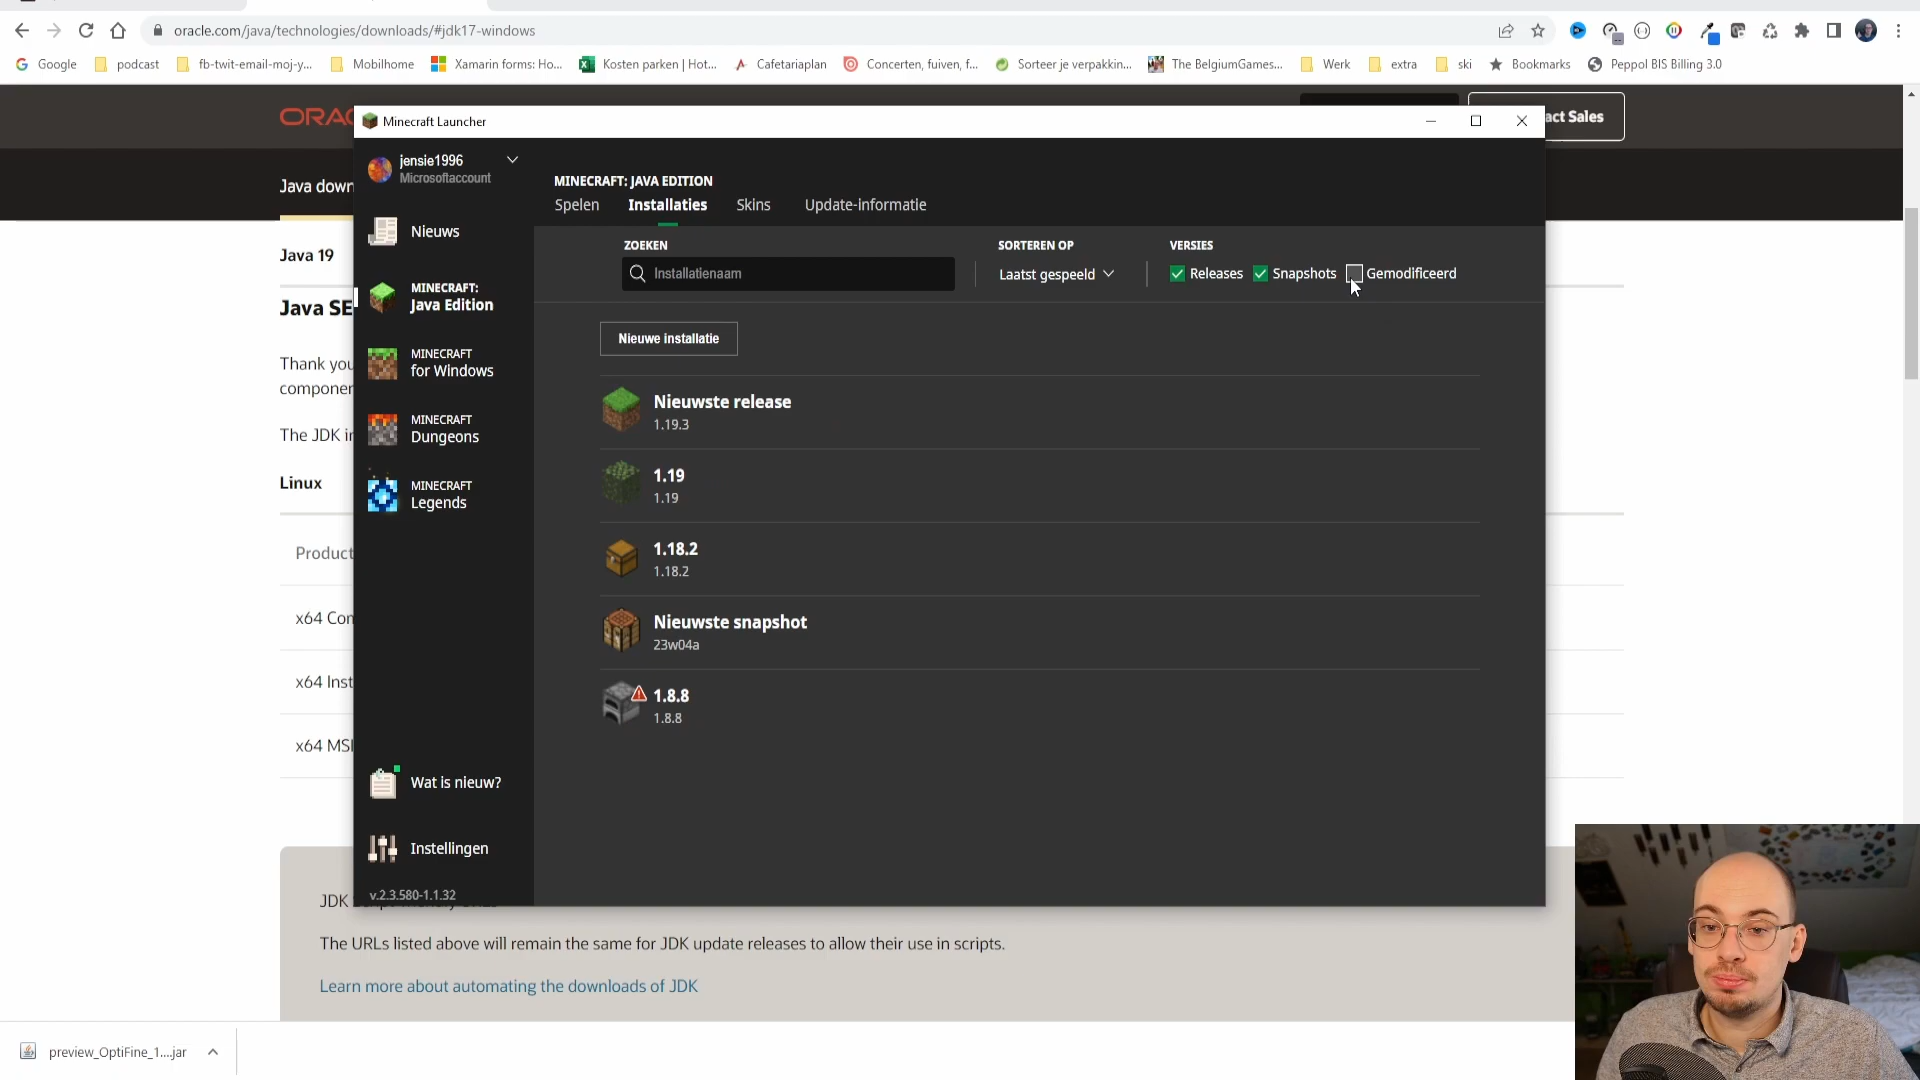 oracle.com/java/technologies/downloads/#jdk17-windows
Google
podcast
fb-twit-email-moj-y...
Mobilhome
Xamarin forms: Ho...
Kosten parken | Hot...
Cafetariaplan
Concerten, fuiven, f...
Sorteer je verpakkin...
The BelgiumGames...
Werk
extra
ski
Bookmarks
Peppol BIS Billing 3.0
Minecraft Launcher
act Sales
jensie1996
Microsoftaccount
MINECRAFT: JAVA EDITION
Spelen
Installaties
Skins
Update-informatie
Java down
Nieuws
ZOEKEN
Installatienaam
SORTEREN OP
Laatst gespeeld
VERSIES
Releases
Snapshots
Gemodificeerd
Java 19
MINECRAFT:
Java Edition
Java SE
Nieuwe installatie
MINECRAFT
for Windows
Thank you
componen
Nieuwste release
1.19.3
MINECRAFT
Dungeons
The JDK in
1.19
1.19
MINECRAFT
Legends
Linux
1.18.2
1.18.2
Product
Nieuwste snapshot
23w04a
x64 Com
x64 Inst
1.8.8
1.8.8
x64 MSI
Wat is nieuw?
Instellingen
v.2.3.580-1.1.32
JDK
The URLs listed above will remain the same for JDK update releases to allow their use in scripts.
Learn more about automating the downloads of JDK
preview_OptiFine_1....jar